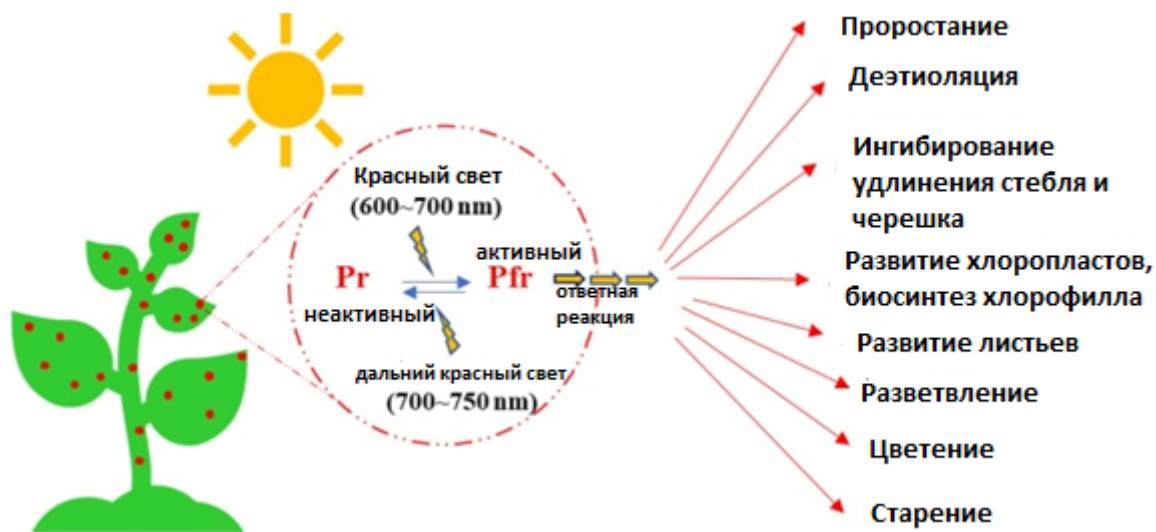 Красный свет
(600~700 nm)
активный
Pr
Pfr
неактивный
ответная
реакция
дальний красный свет
(700~750 nm)
Проростание
Деэтиоляция
Ингибирование
удлинения стебля и
черешка
Развитие хлоропластов,
биосинтез хлорофилла
Развитие листьев
Разветвление
Цветение
Старение